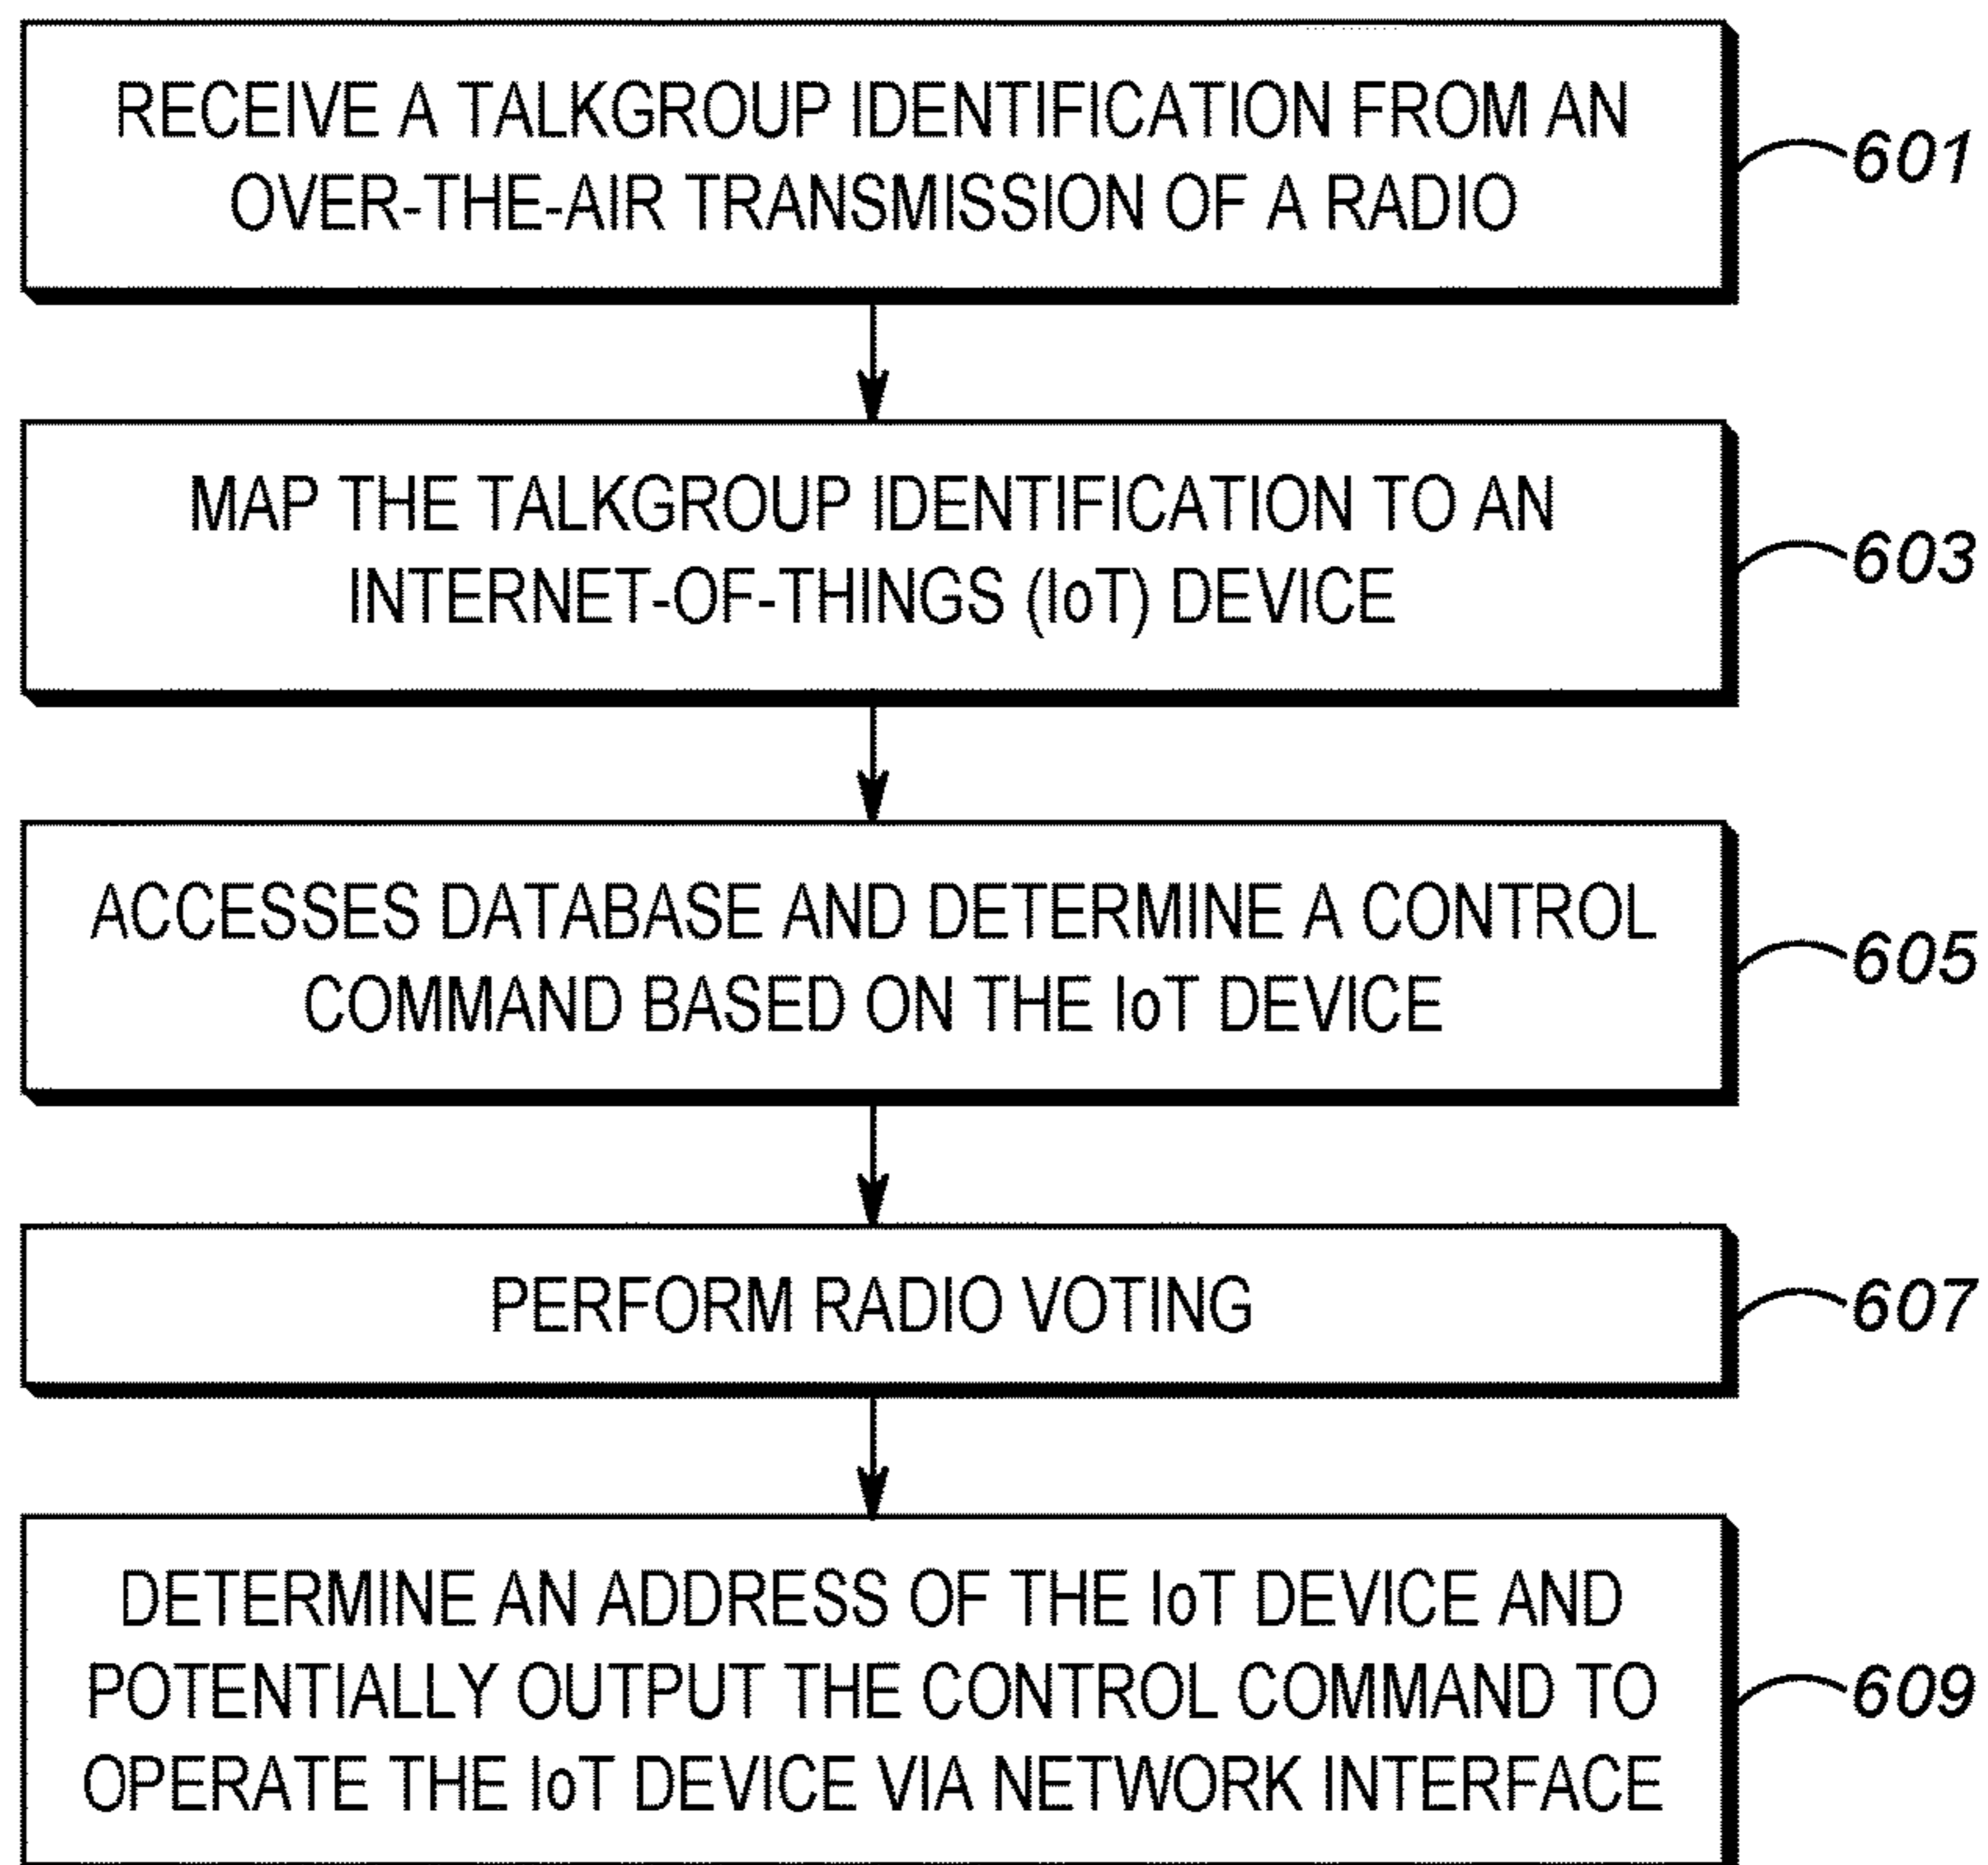 RECEIVE A TALKGROUP IDENTIFICATION FROM AN
OVER-THE-AIR TRANSMISSION OF A RADIO
601
MAP THE TALKGROUP IDENTIFICATION TO AN
INTERNET-OF-THINGS (IoT) DEVICE
603
ACCESSES DATABASE AND DETERMINE A CONTROL
COMMAND BASED ON THE IoT DEVICE
605
PERFORM RADIO VOTING
607
DETERMINE AN ADDRESS OF THE IoT DEVICE AND
POTENTIALLY OUTPUT THE CONTROL COMMAND TO
OPERATE THE IoT DEVICE VIA NETWORK INTERFACE
609